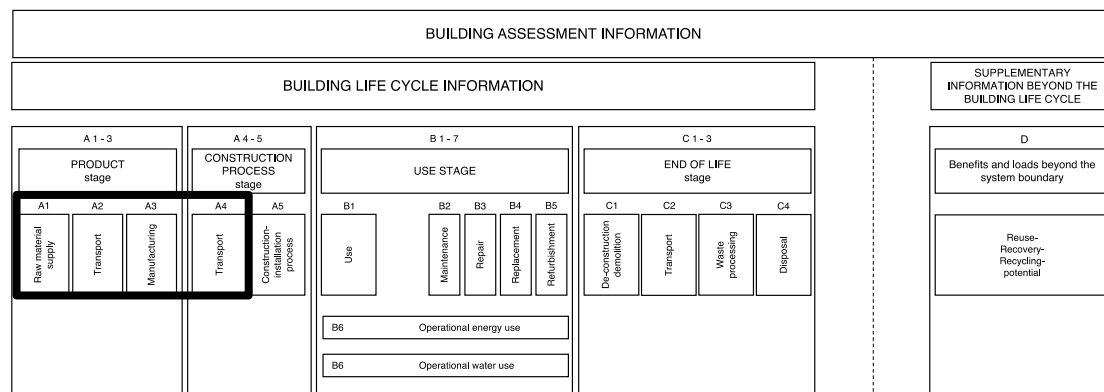 BUILDING ASSESSMENT INFORMATION
BUILDING LIFE CYCLE INFORMATION
SUPPLEMENTARY
INFORMATION BEYOND THE
BUILDING LIFE CYCLE
A 1 - 3
PRODUCT
stage
A 4 - 5
CONSTRUCTION
PROCESS
stage
B 1 - 7
USE STAGE
C 1 - 3
END OF LIFE
stage
D
Benefits and loads beyond the
system boundary
A1
Raw material
supply
A2
Transport
A3
Manufacturing
A4
Transport
A5
Construction-
installation
process
B1
Use
B2
Maintenance
B3
Repair
B4
Replacement
B5
Refurbishment
B6 Operational energy use
B6 Operational water use
C1
De-construction
demolition
C2
Transport
C3
Waste
processing
C4
Disposal
Reuse-
Recovery-
Recycling-
potential